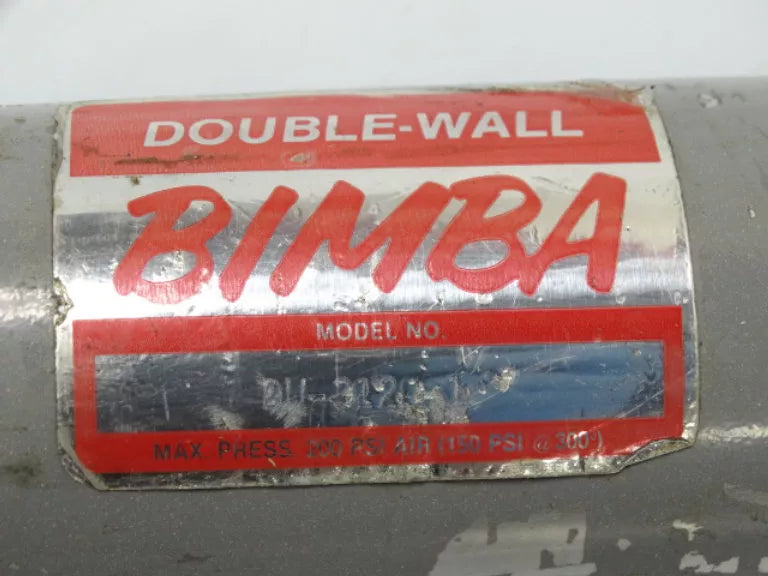 DOUBLE-WALL
BIMBA
MODEL NO.
MAX. PRESS. 200 PSI AIR (150 PSI @ 300°)